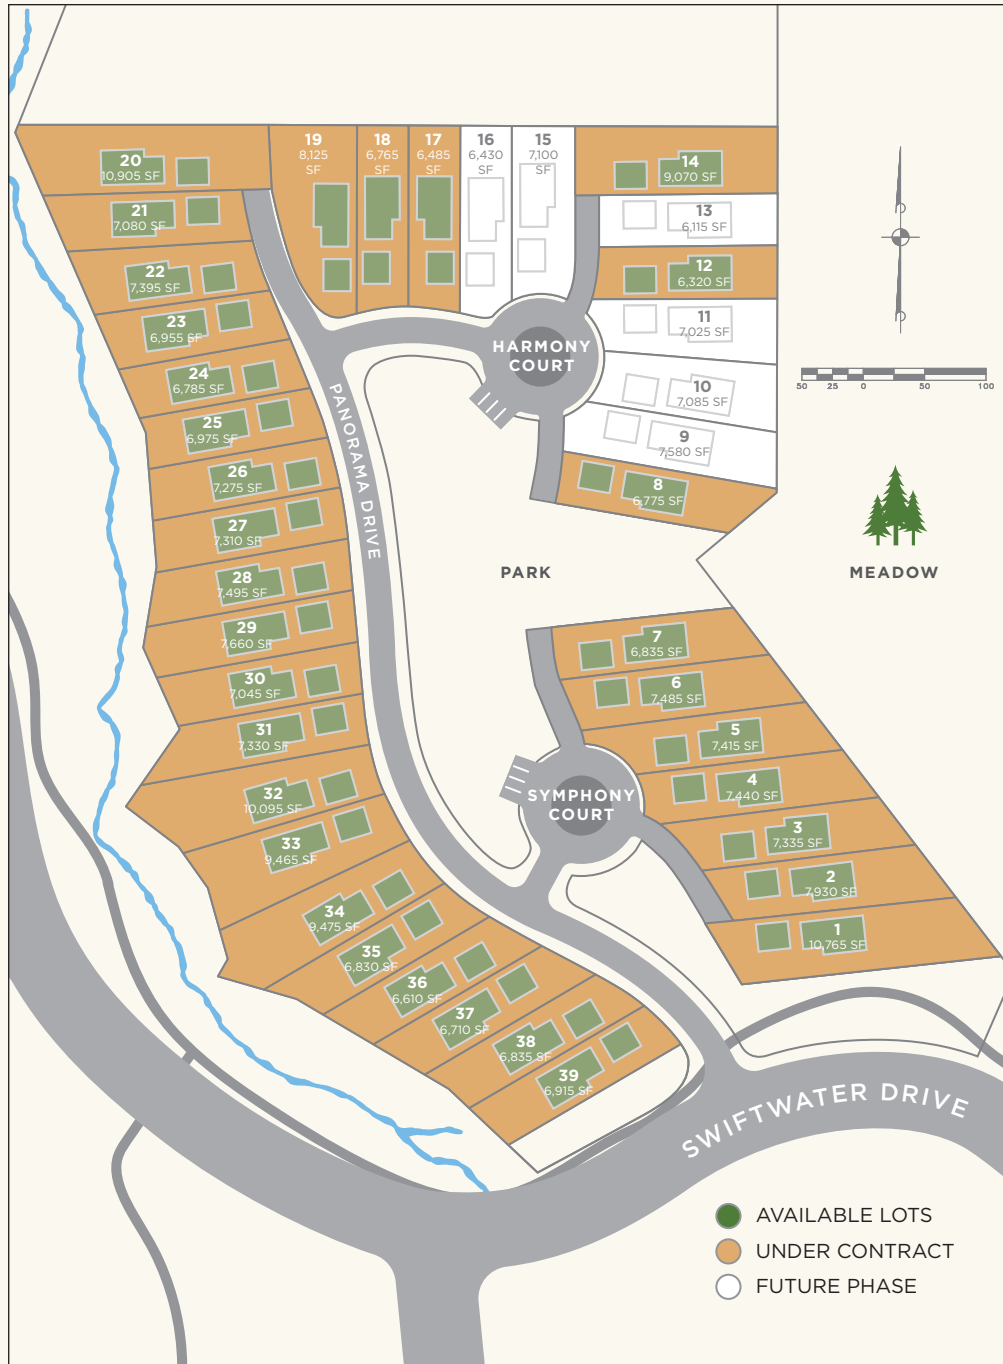 20
10,905 SF
21
7,080 SF
22
7,395 SF
23
6,955 SF
24
6,785 SF
25
6,975 SF
26
7,275 SF
27
7,310 SF
28
7,495 SF
29
7,660 SF
30
7,045 SF
31
7,330 SF
32
10,095 SF
33
9,465 SF
34
9,475 SF
35
6,830 SF
36
6,610 SF
37
6,710 SF
38
6,835 SF
39
6,915 SF
19
8,125
SF
18
6,765
SF
17
6,485
SF
16
6,430
SF
15
7,100
SF
14
9,070 SF
13
6,115 SF
12
6,320 SF
11
7,025 SF
10
7,085 SF
9
7,580 SF
8
6,775 SF
HARMONY
COURT
PANORAMA DRIVE
50 25 0 50 100
PARK
MEADOW
7
6,835 SF
6
7,485 SF
5
7,415 SF
4
7,440 SF
3
7,335 SF
2
7,930 SF
1
10,765 SF
SYMPHONY
COURT
SWIFTWATER DRIVE
AVAILABLE LOTS
UNDER CONTRACT
FUTURE PHASE